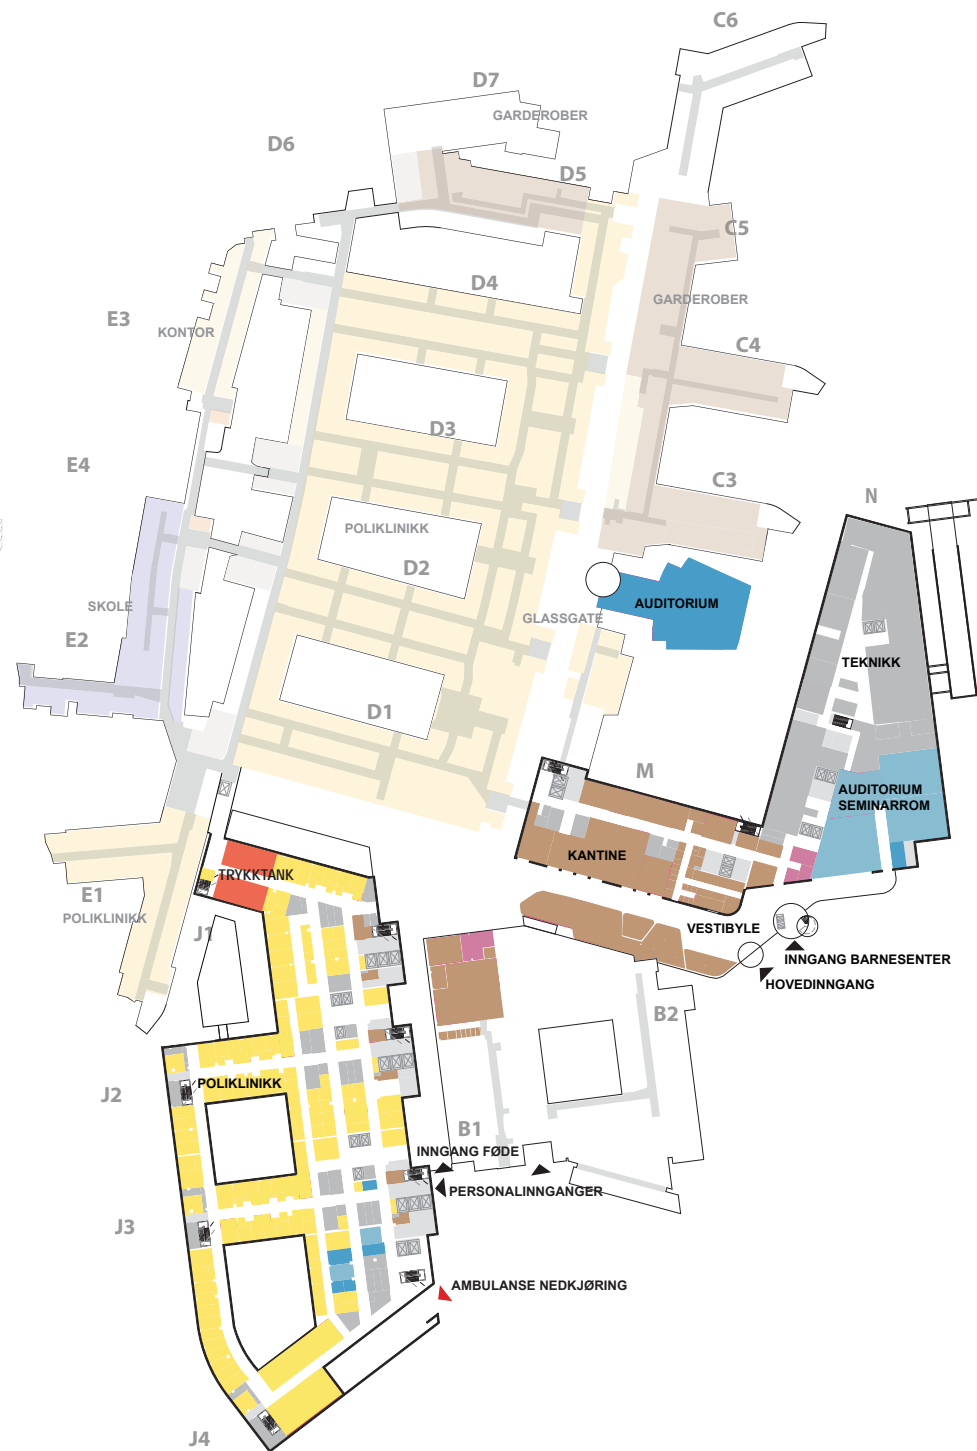 C6
D7
GARDEROBER
D6
D5
C5
D4
GARDEROBER
E3
KONTOR
C4
D3
E4
C3
N
POLIKLINIKK
D2
SKOLE
AUDITORIUM
GLASSGATE
E2
TEKNIKK
D1
M
AUDITORIUM
SEMINARROM
KANTINE
TRYKKTANK
E1
POLIKLINIKK
J1
VESTIBYLE
INNGANG BARNESENTER
HOVEDINNGANG
B2
POLIKLINIKK
J2
B1
INNGANG FØDE
PERSONALINNGANGER
J3
AMBULANSE NEDKJØRING
J4